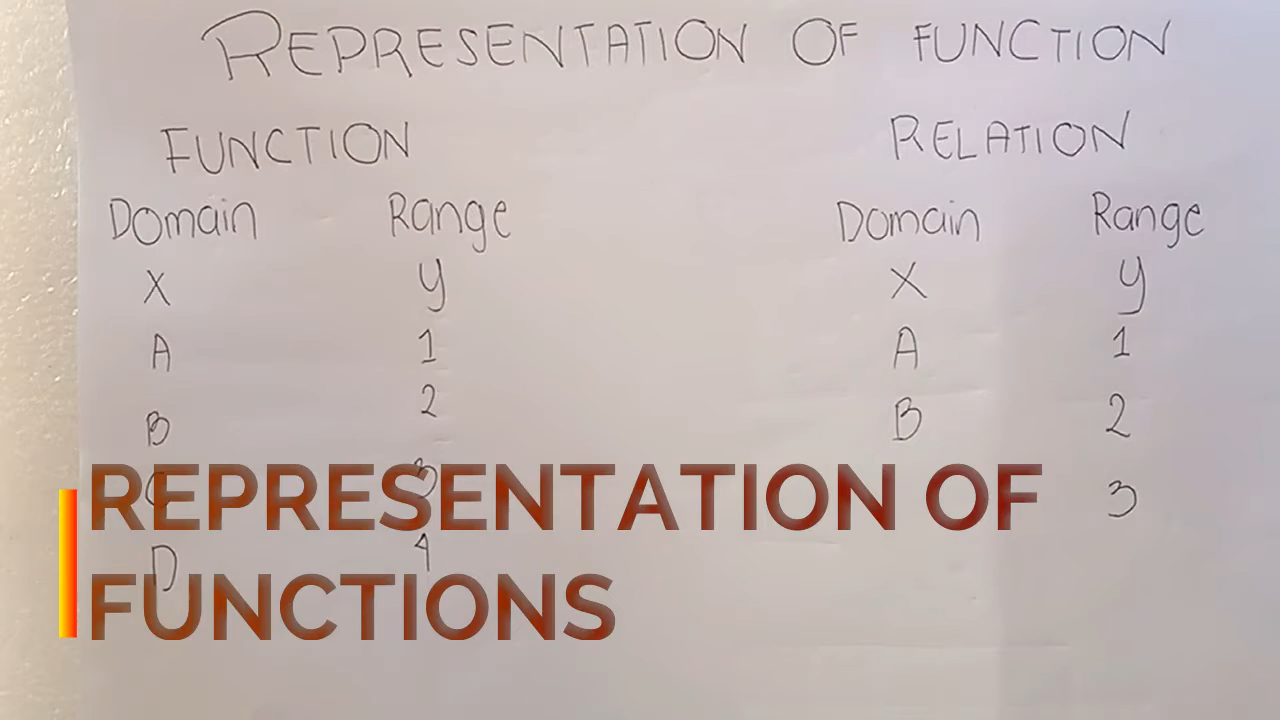 REPRESENTATION OF FUNCTION
FUNCTION RELATION
Domain Range Domain Range
X y X y
A 1 A 1
B 2 B 2
C 3 3
D 4
REPRESENTATION OF
FUNCTIONS